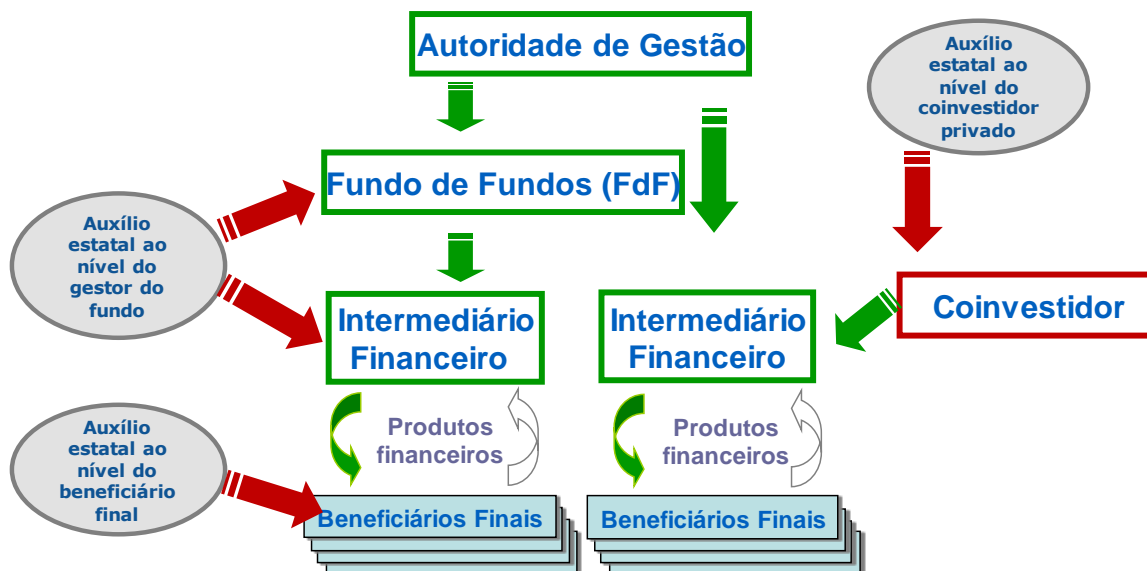 Autoridade de Gestão
Auxílio
estatal ao
nível do
coinvestidor
privado
Fundo de Fundos (FdF)
Auxílio
estatal ao
nível do
gestor do
fundo
Intermediário
Financeiro
Intermediário
Financeiro
Coinvestidor
Produtos
financeiros
Produtos
financeiros
Auxílio
estatal ao
nível do
beneficiário
final
Beneficiários Finais
Beneficiários Finais